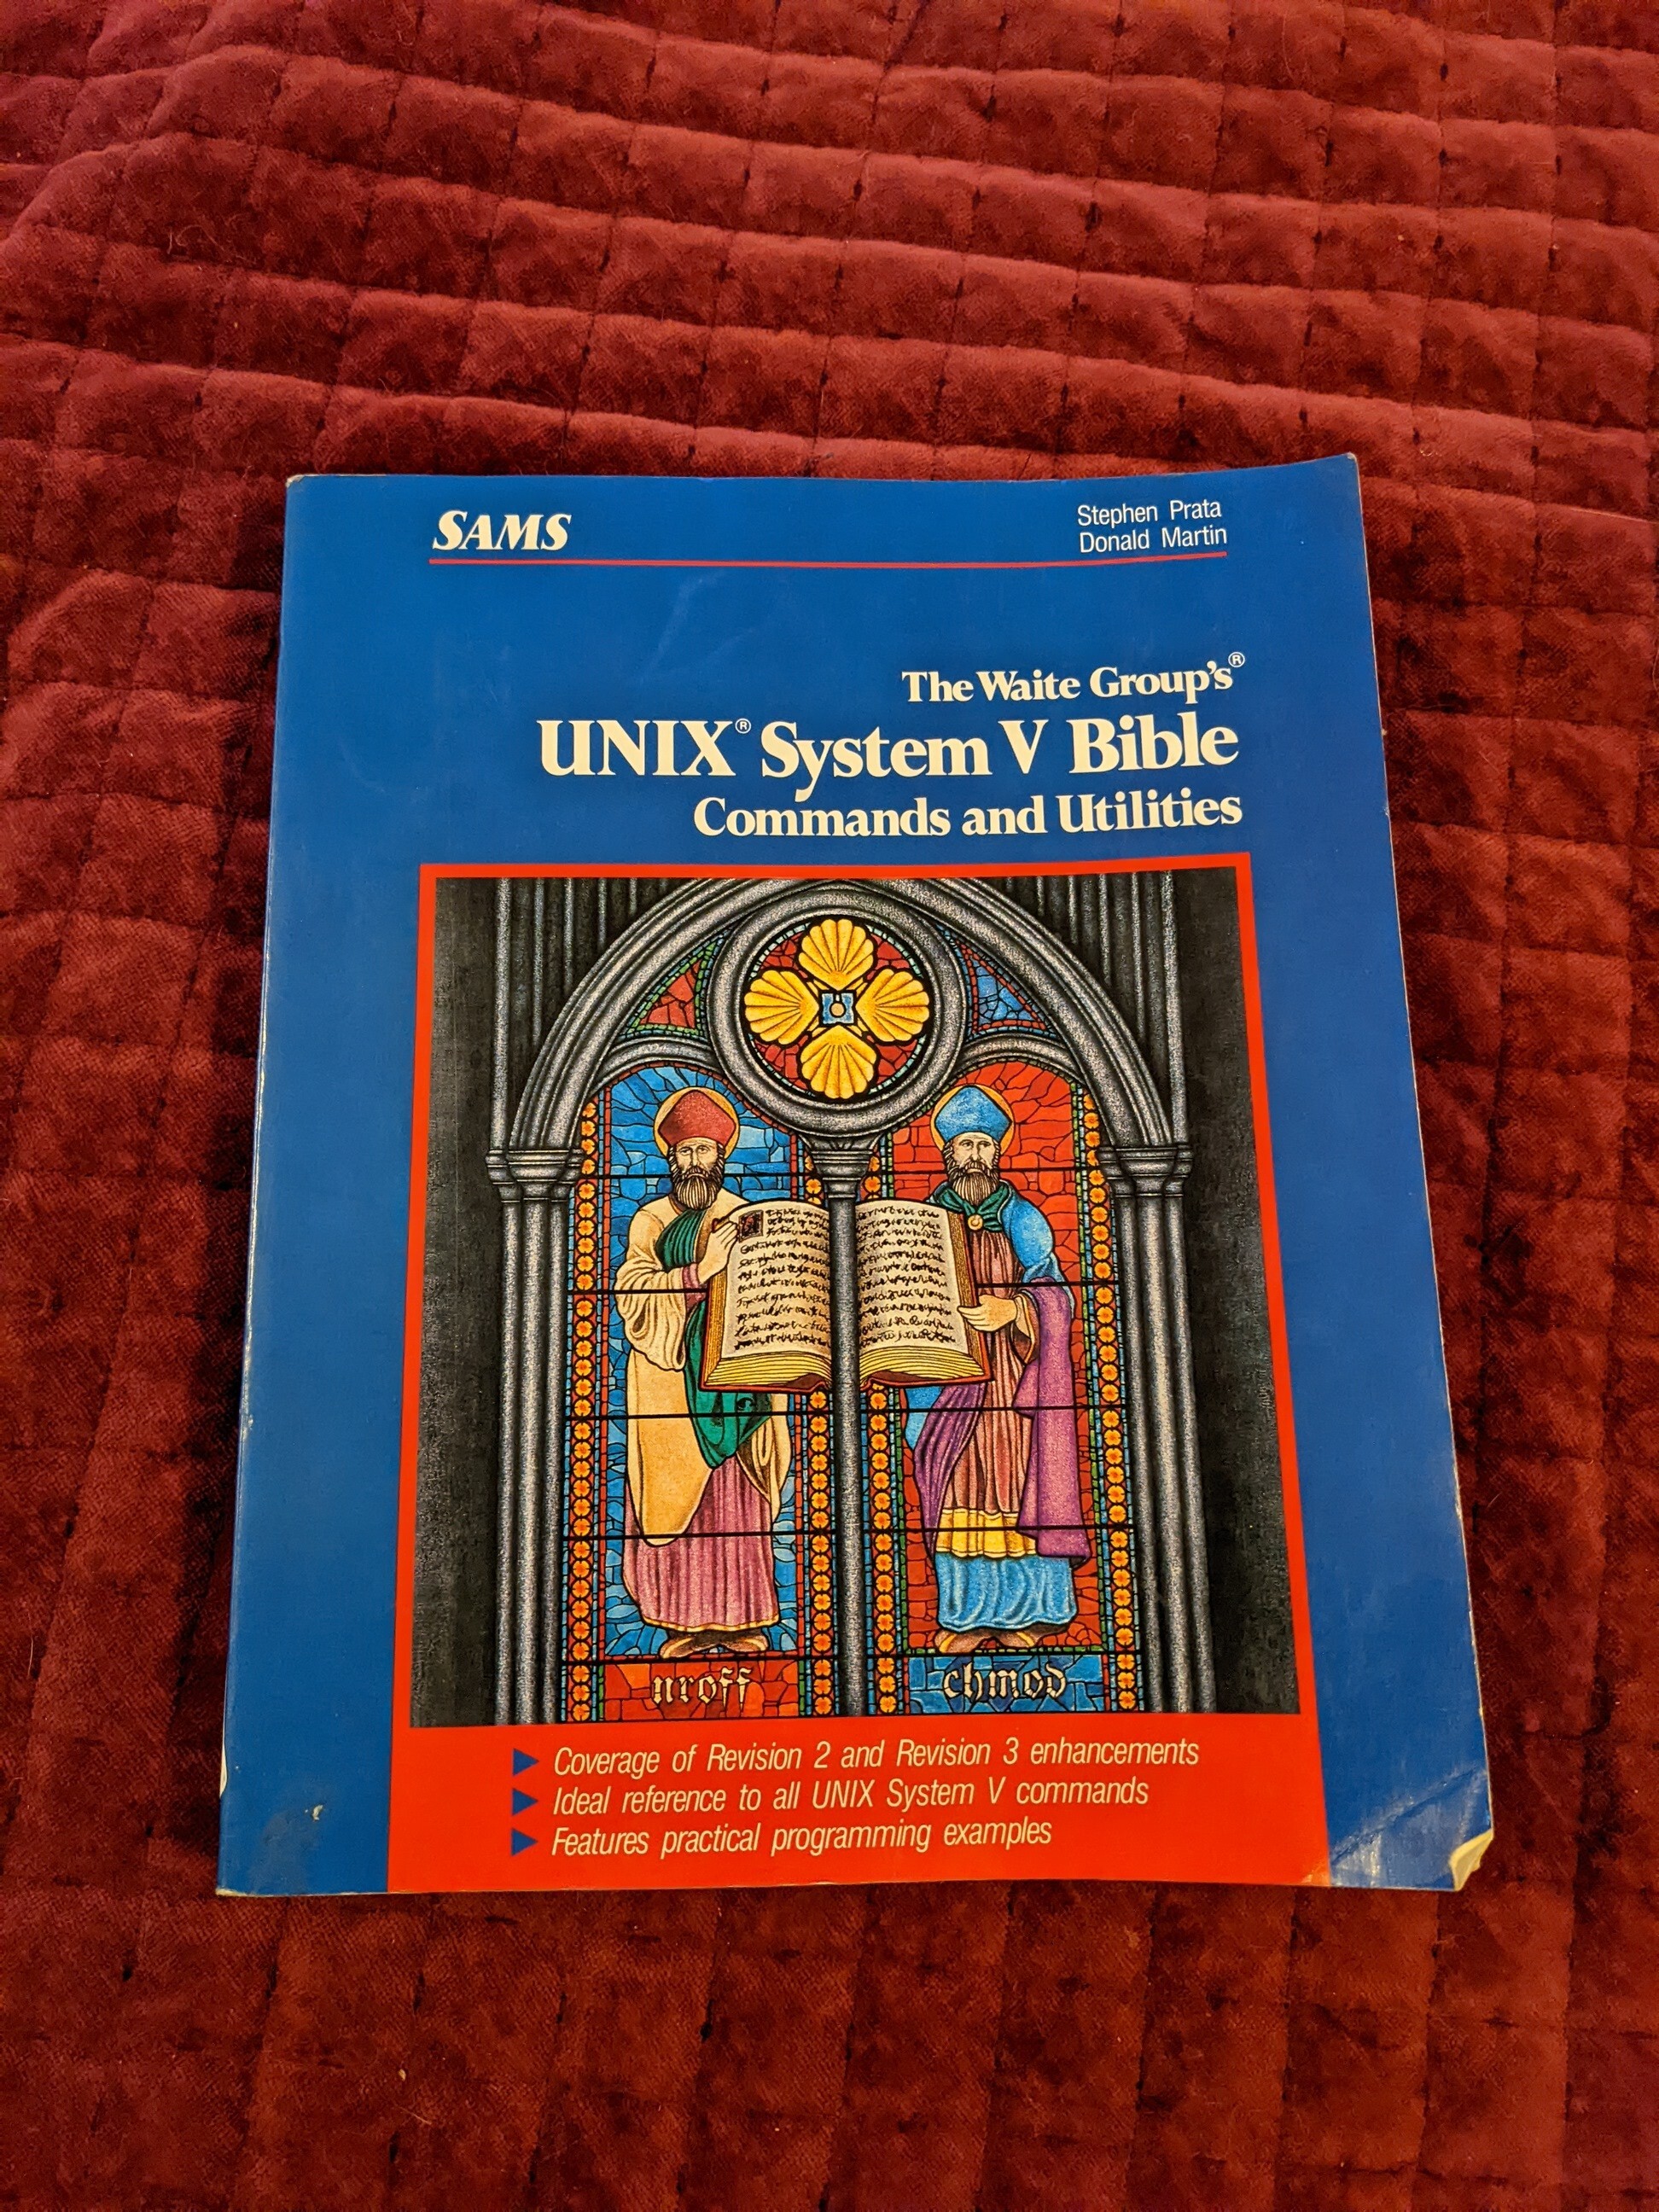 SAMS
Stephen Prata
Donald Martin
The Waite Group's®
UNIX® System V Bible
Commands and Utilities
nroff
chmod
Coverage of Revision 2 and Revision 3 enhancements
Ideal reference to all UNIX System V commands
Features practical programming examples